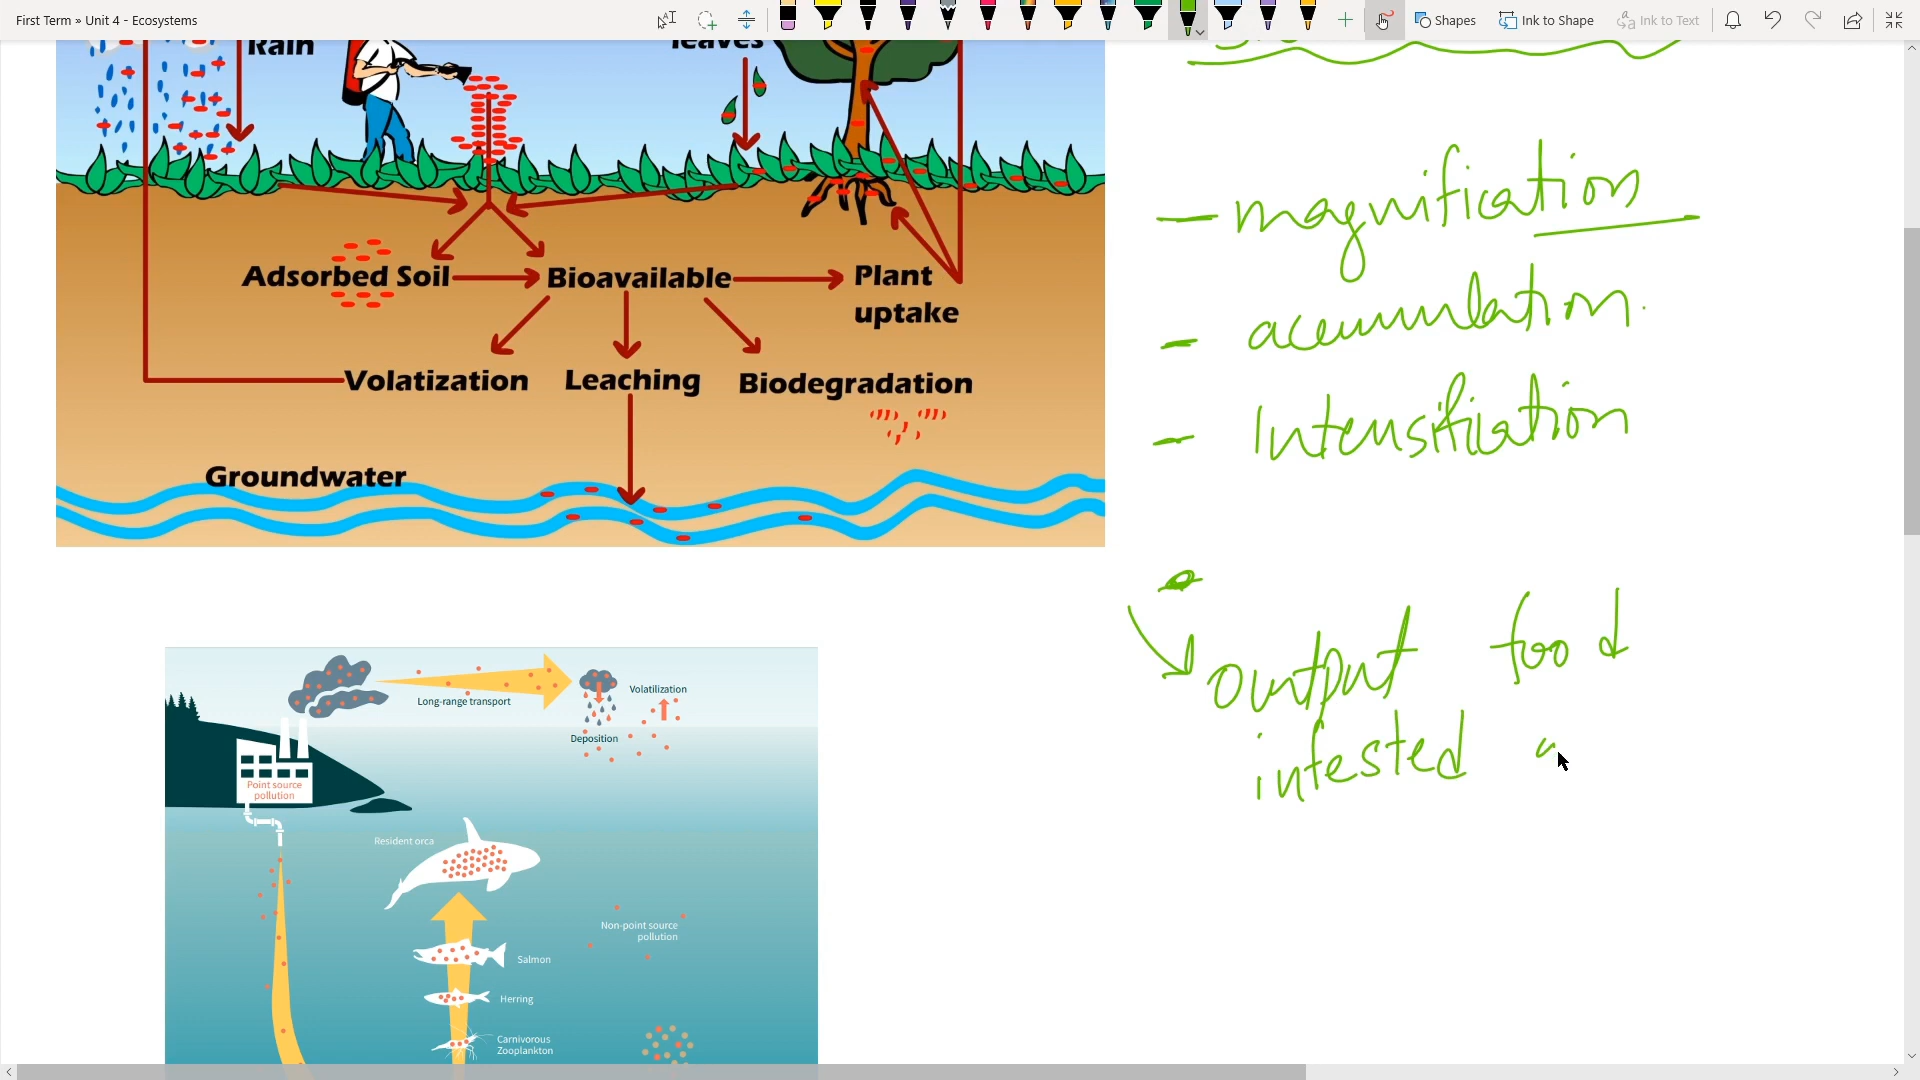 First Term » Unit 4 - Ecosystems
Shapes
Ink to Shape
Ink to Text
Rain
leaves
Adsorbed Soil
Bioavailable
Plant
uptake
Volatization
Leaching
Biodegradation
Groundwater
- magnification
- acumulation.
- Intensification
output food
infested
Long-range transport
Volatilization
Deposition
Point source
pollution
Resident orca
Non-point source
pollution
Salmon
Herring
Carnivorous
Zooplankton